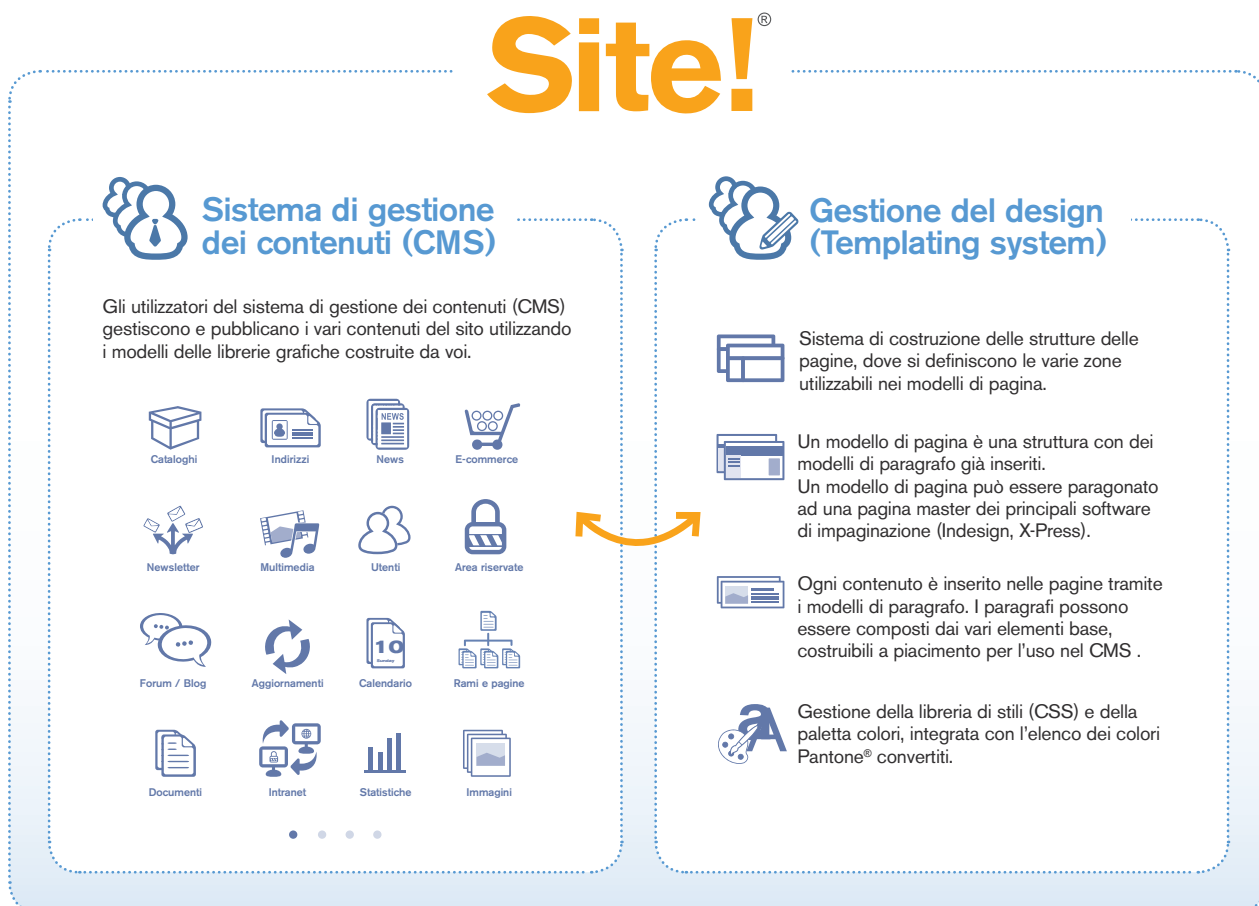 Site!®
Sistema di gestione
dei contenuti (CMS)
Gli utilizzatori del sistema di gestione dei contenuti (CMS)
gestiscono e pubblicano i vari contenuti del sito utilizzando
i modelli delle librerie grafiche costruite da voi.
NEWS
Cataloghi
Indirizzi
News
E-commerce
Newsletter
Multimedia
Utenti
Area riservate
10
Sunday
Forum / Blog
Aggiornamenti
Calendario
Rami e pagine
Documenti
Intranet
Statistiche
Immagini
Gestione del design
(Templating system)
Sistema di costruzione delle strutture delle
pagine, dove si definiscono le varie zone
utilizzabili nei modelli di pagina.
Un modello di pagina è una struttura con dei
modelli di paragrafo già inseriti.
Un modello di pagina può essere paragonato
ad una pagina master dei principali software
di impaginazione (Indesign, X-Press).
Ogni contenuto è inserito nelle pagine tramite
i modelli di paragrafo. I paragrafi possono
essere composti dai vari elementi base,
costruibili a piacimento per l'uso nel CMS .
aA
Gestione della libreria di stili (CSS) e della
paletta colori, integrata con l'elenco dei colori
Pantone® convertiti.